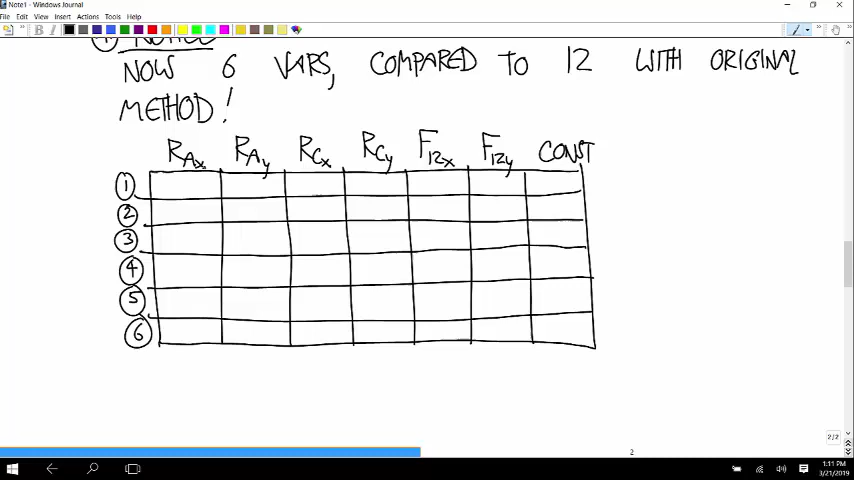 Note1 - Windows Journal
File Edit View Insert Actions Tools Help
NOW 6 VARS, COMPARED TO 12 WITH ORIGINAL
METHOD!
RAx RAy RCx RCy F12x F12y CONST
1
2
3
4
5
6
2/2
2
1:11 PM
3/21/2019